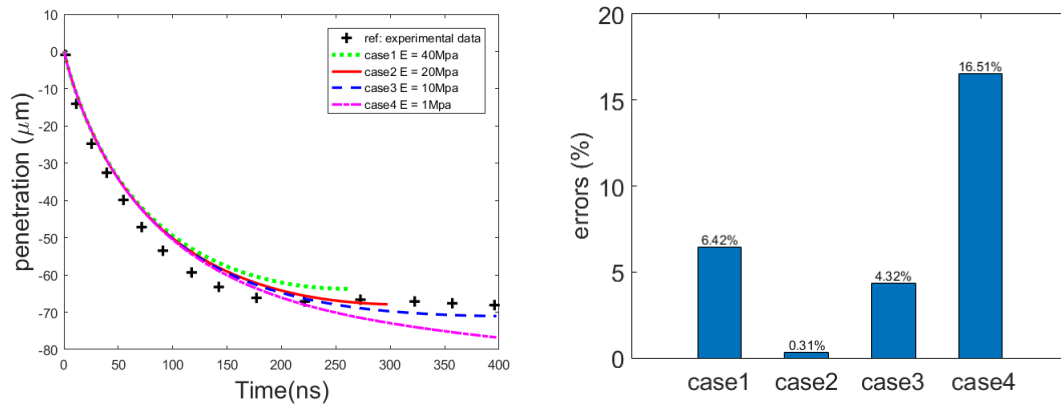 10
0
-10
-20
-30
-40
-50
-60
-70
-80
0
50
100
150
200
250
300
350
400
penetration (μm)
Time(ns)
ref: experimental data
case1 E = 40Mpa
case2 E = 20Mpa
case3 E = 10Mpa
case4 E = 1Mpa
20
15
10
5
0
errors (%)
6.42%
0.31%
4.32%
16.51%
case1
case2
case3
case4